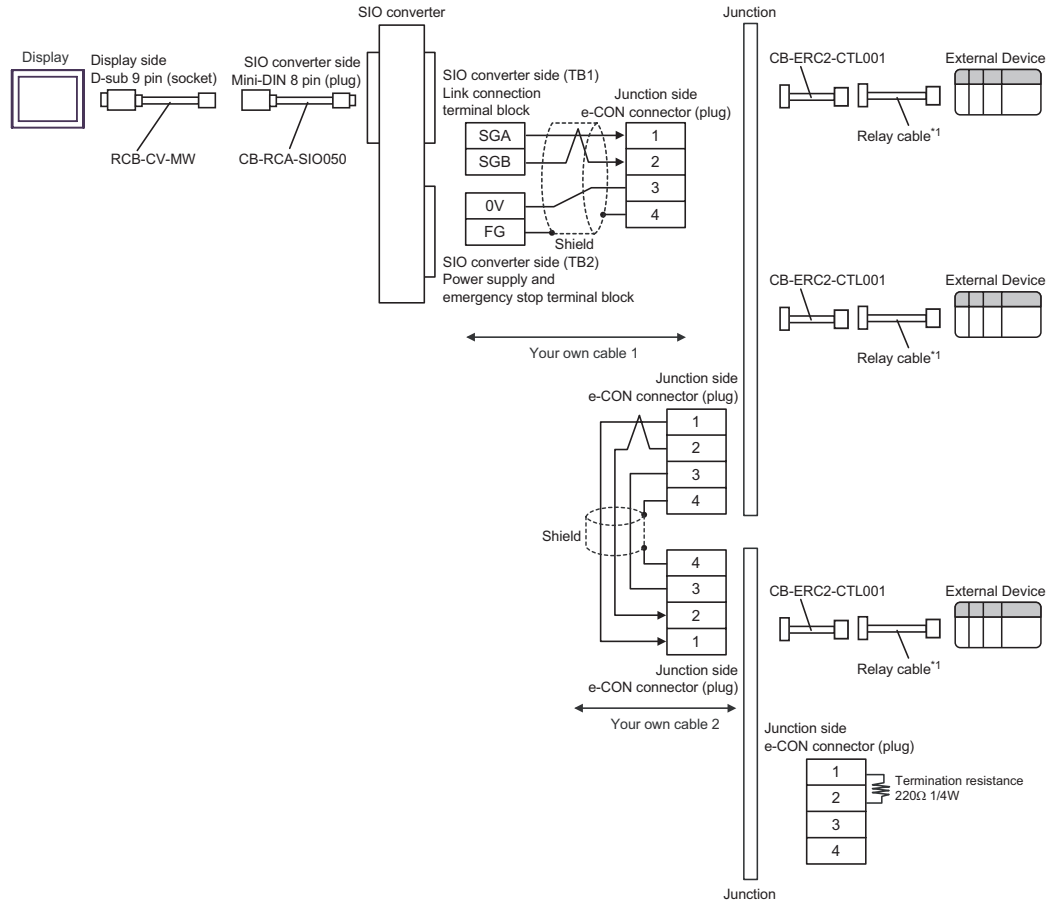 SIO converter
Junction
Display
Display side
D-sub 9 pin (socket)
SIO converter side
Mini-DIN 8 pin (plug)
RCB-CV-MW
CB-RCA-SIO050
SIO converter side (TB1)
Link connection
terminal block
Junction side
e-CON connector (plug)
SGA
SGB
0V
FG
1
2
3
4
Shield
SIO converter side (TB2)
Power supply and
emergency stop terminal block
Your own cable 1
CB-ERC2-CTL001
External Device
Relay cable*1
CB-ERC2-CTL001
External Device
Relay cable*1
Junction side
e-CON connector (plug)
1
2
3
4
Shield
4
3
2
1
Junction side
e-CON connector (plug)
Your own cable 2
CB-ERC2-CTL001
External Device
Relay cable*1
Junction side
e-CON connector (plug)
1
2
3
4
Termination resistance
220Ω 1/4W
Junction